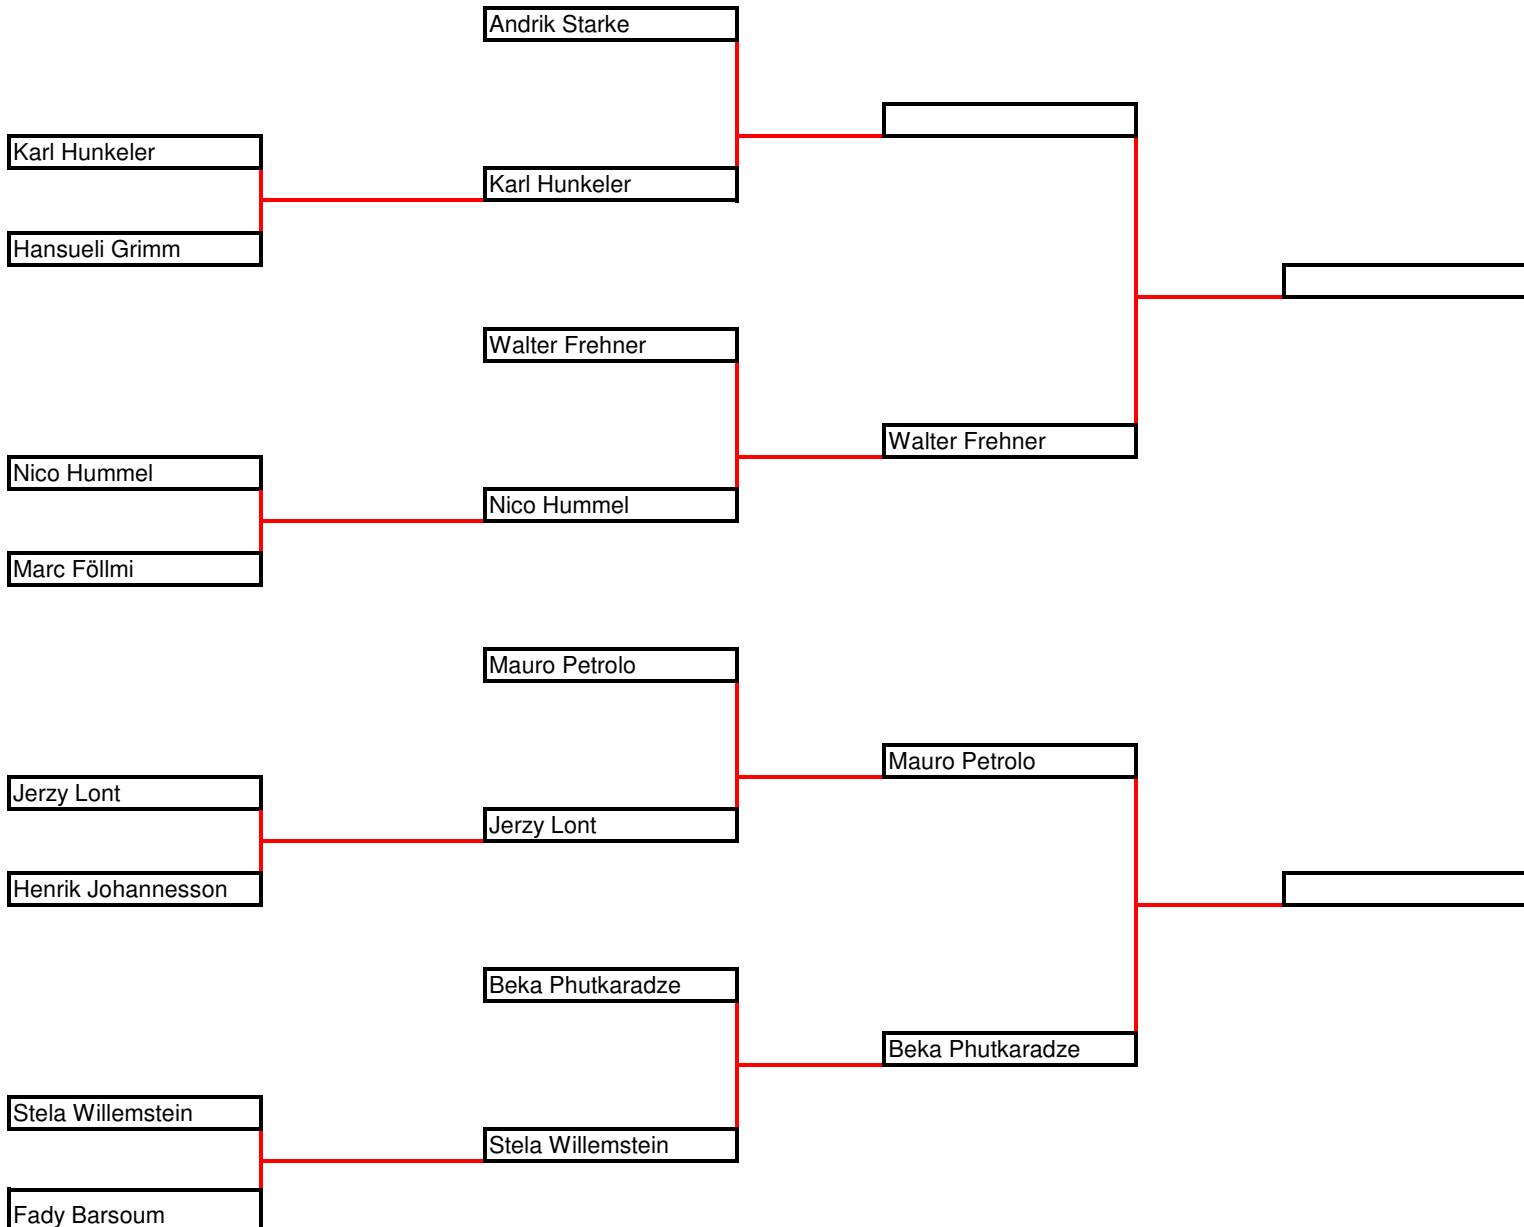 Andrik Starke
Karl Hunkeler
Karl Hunkeler
Hansueli Grimm
Walter Frehner
Walter Frehner
Nico Hummel
Nico Hummel
Marc Föllmi
Mauro Petrolo
Mauro Petrolo
Jerzy Lont
Jerzy Lont
Henrik Johannesson
Beka Phutkaradze
Beka Phutkaradze
Stela Willemstein
Stela Willemstein
Fady Barsoum